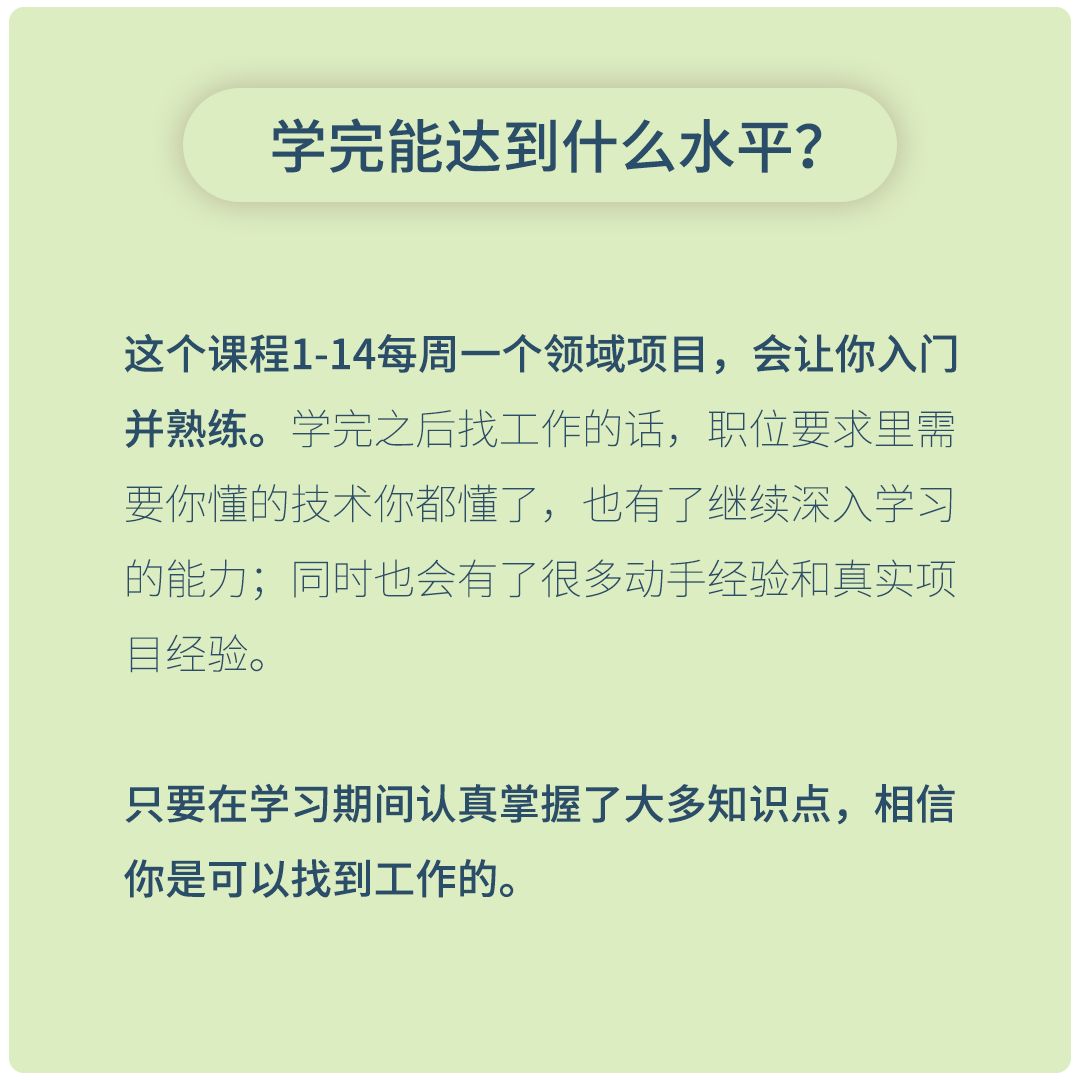 学完能达到什么水平？
这个课程1-14每周一个领域项目，会让你入门
并熟练。学完之后找工作的话，职位要求里需
要你懂的技术你都懂了，也有了继续深入学习
的能力；同时也会有了很多动手经验和真实项
目经验。
只要在学习期间认真掌握了大多知识点，相信
你是可以找到工作的。